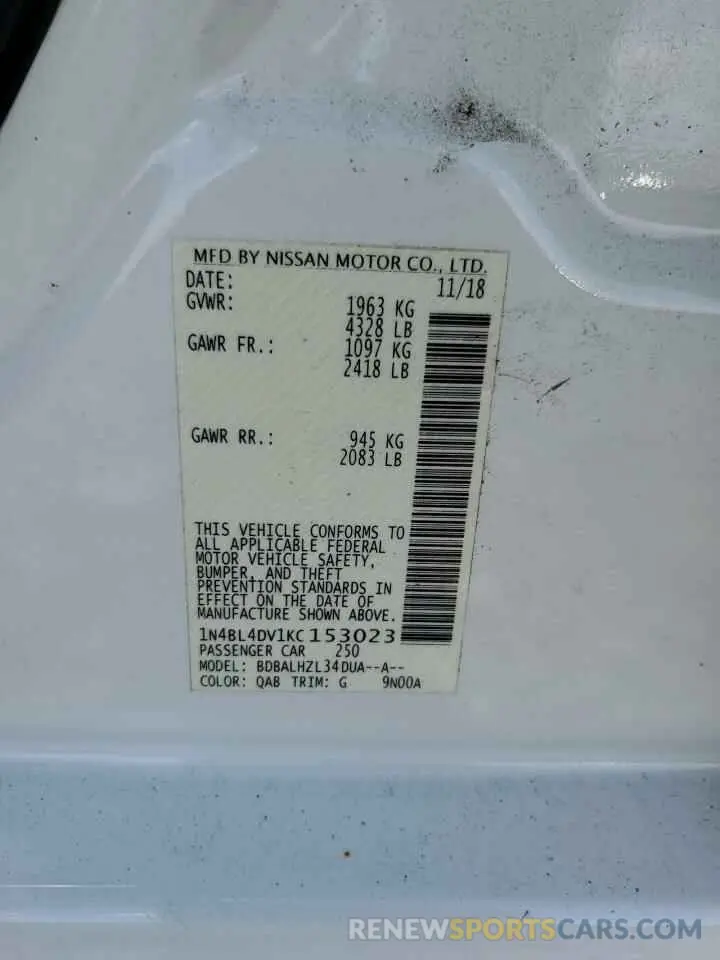 MFD BY NISSAN MOTOR CO., LTD.
DATE: 11/18
GVWR: 1963 KG
4328 LB
GAWR FR.: 1097 KG
2418 LB
GAWR RR.: 945 KG
2083 LB
THIS VEHICLE CONFORMS TO
ALL APPLICABLE FEDERAL
MOTOR VEHICLE SAFETY,
BUMPER, AND THEFT
PREVENTION STANDARDS IN
EFFECT ON THE DATE OF
MANUFACTURE SHOWN ABOVE.
1N4BL4DV1KC153023
PASSENGER CAR 250
MODEL: BDBALHZL34DUA--A--
COLOR: QAB TRIM: G 9N00A
RENEWSPORTSCARS.COM